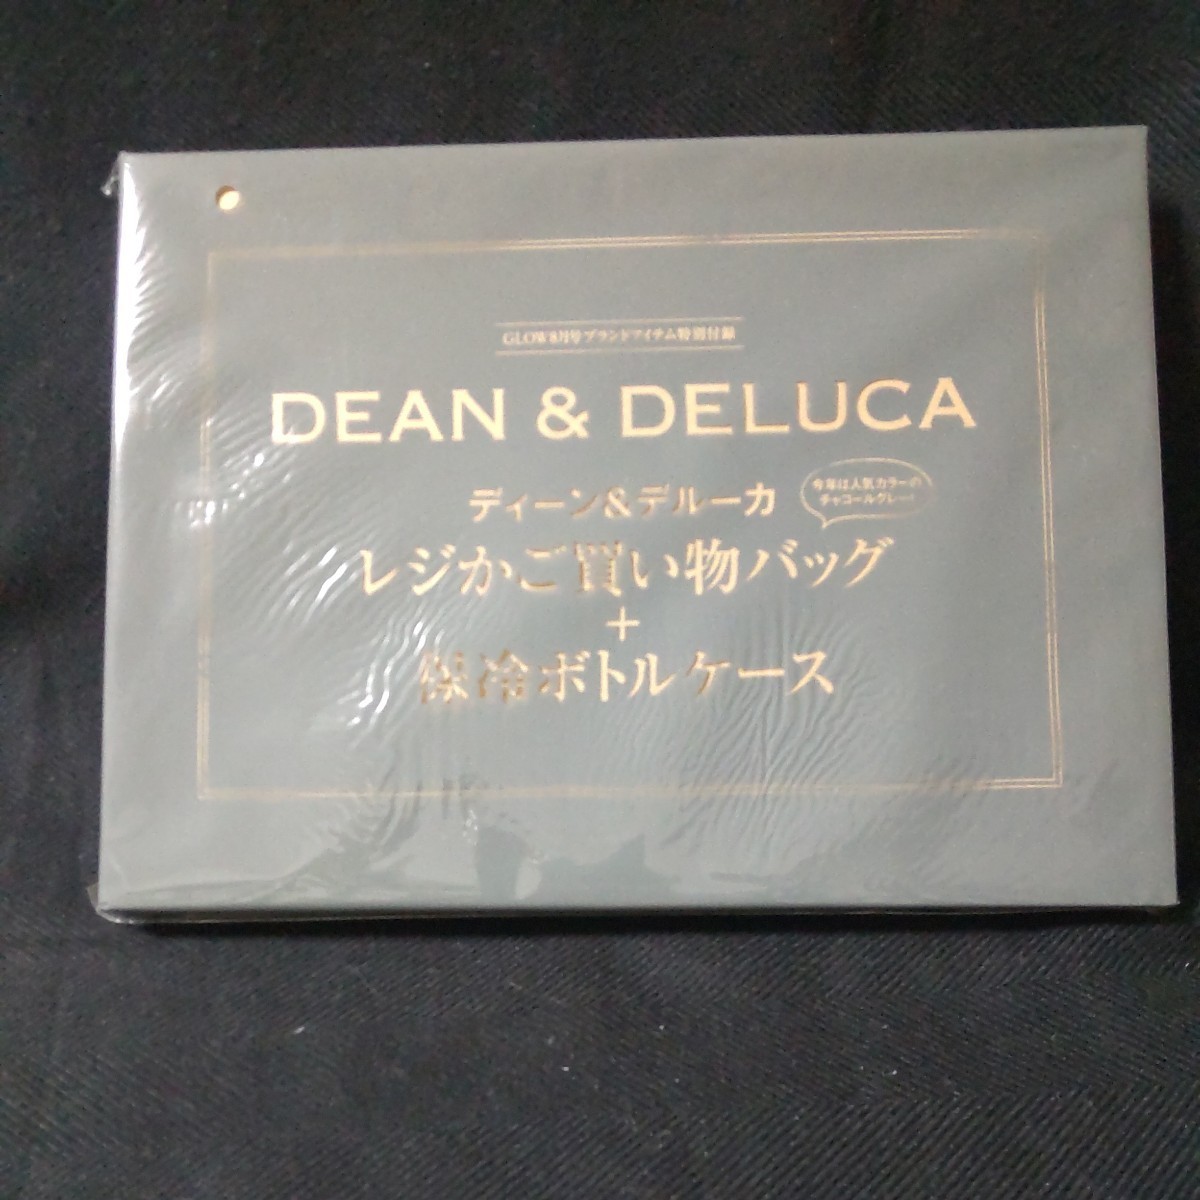 GLOW8月号ブランドアイテム特別付録
DEAN & DELUCA
ディーン&デルーカ
今年は人気カラーの
チャコールグレー!
レジかご買い物バッグ
+
保冷ボトルケース